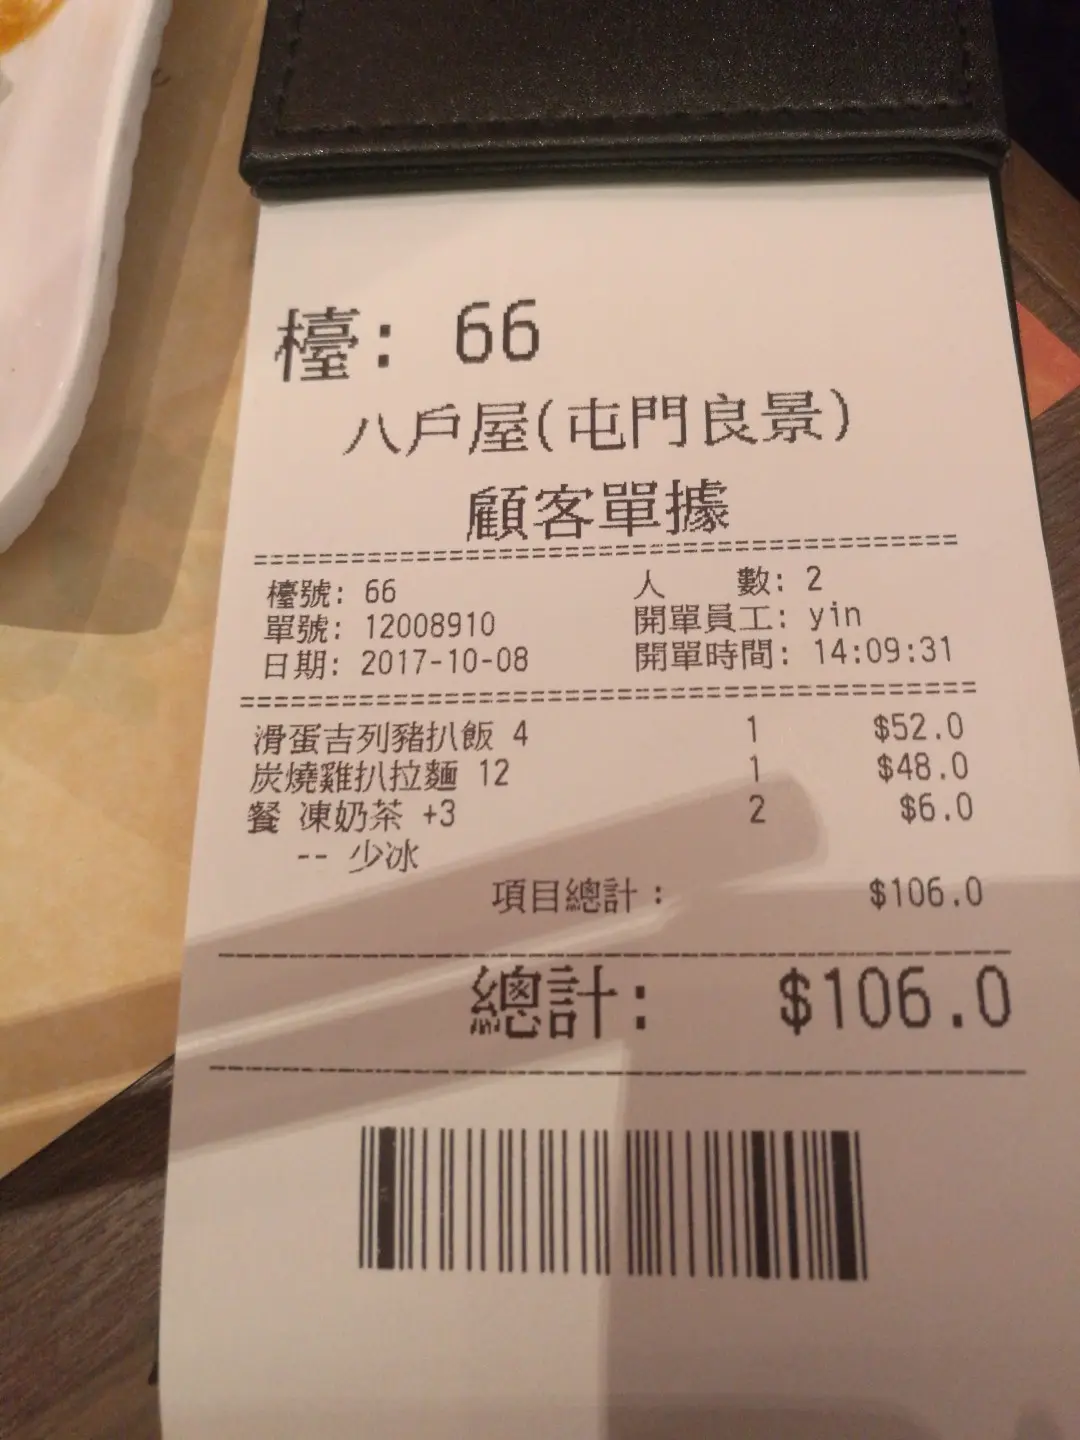 檯: 66
八戶屋(屯門良景)
顧客單據
==========================================
檯號: 66 人 數: 2
單號: 12008910 開單員工: yin
日期: 2017-10-08 開單時間: 14:09:31
==========================================
滑蛋吉列豬扒飯 4 1 $52.0
炭燒雞扒拉麵 12 1 $48.0
餐 凍奶茶 +3 2 $6.0
-- 少冰
項目總計: $106.0
總計: $106.0